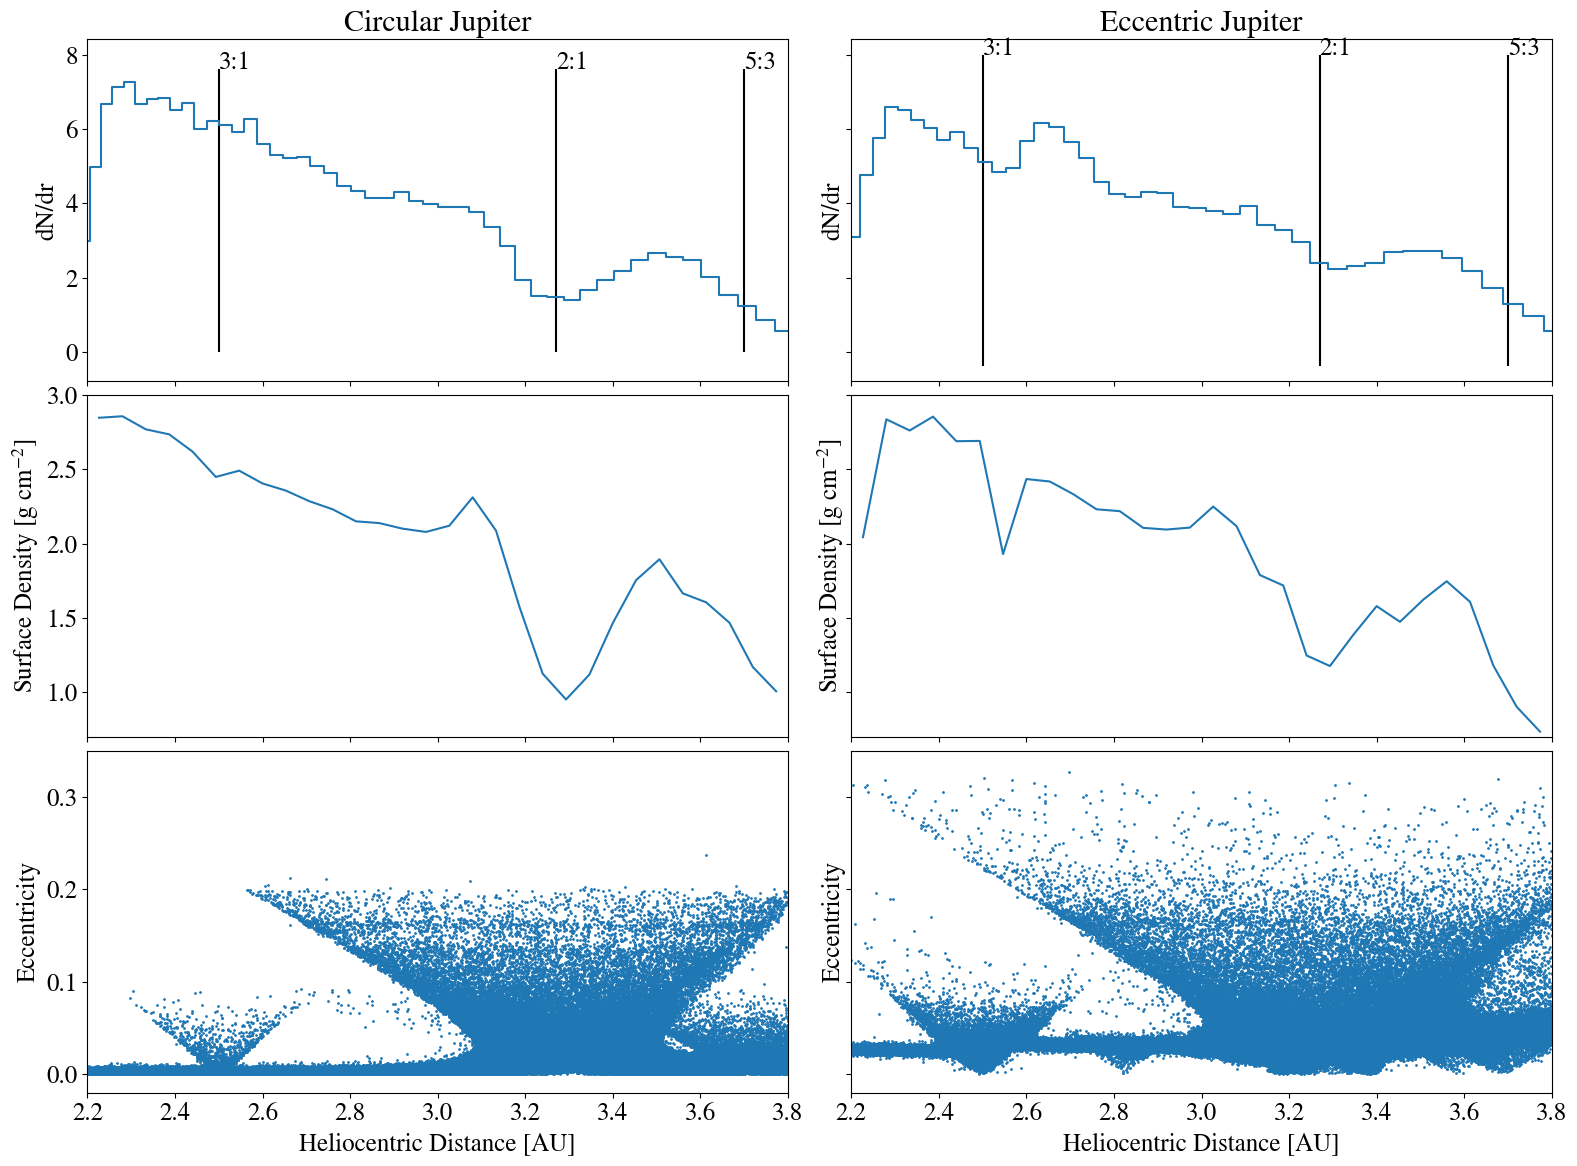 Circular Jupiter
Eccentric Jupiter
8
6
4
2
0
dN/dr
3:1
2:1
5:3
dN/dr
3:1
2:1
5:3
3.0
2.5
2.0
1.5
1.0
Surface Density [g cm⁻²]
Surface Density [g cm⁻²]
0.3
0.2
0.1
0.0
Eccentricity
Eccentricity
2.2 2.4 2.6 2.8 3.0 3.2 3.4 3.6 3.8
Heliocentric Distance [AU]
2.2 2.4 2.6 2.8 3.0 3.2 3.4 3.6 3.8
Heliocentric Distance [AU]